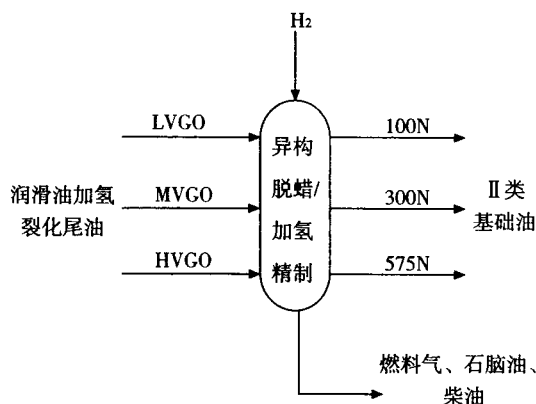 H₂
LVGO
100N
润滑油加氢
裂化尾油
MVGO
异构
脱蜡/
加氢
精制
300N
Ⅱ类
基础油
HVGO
575N
燃料气、石脑油、
柴油